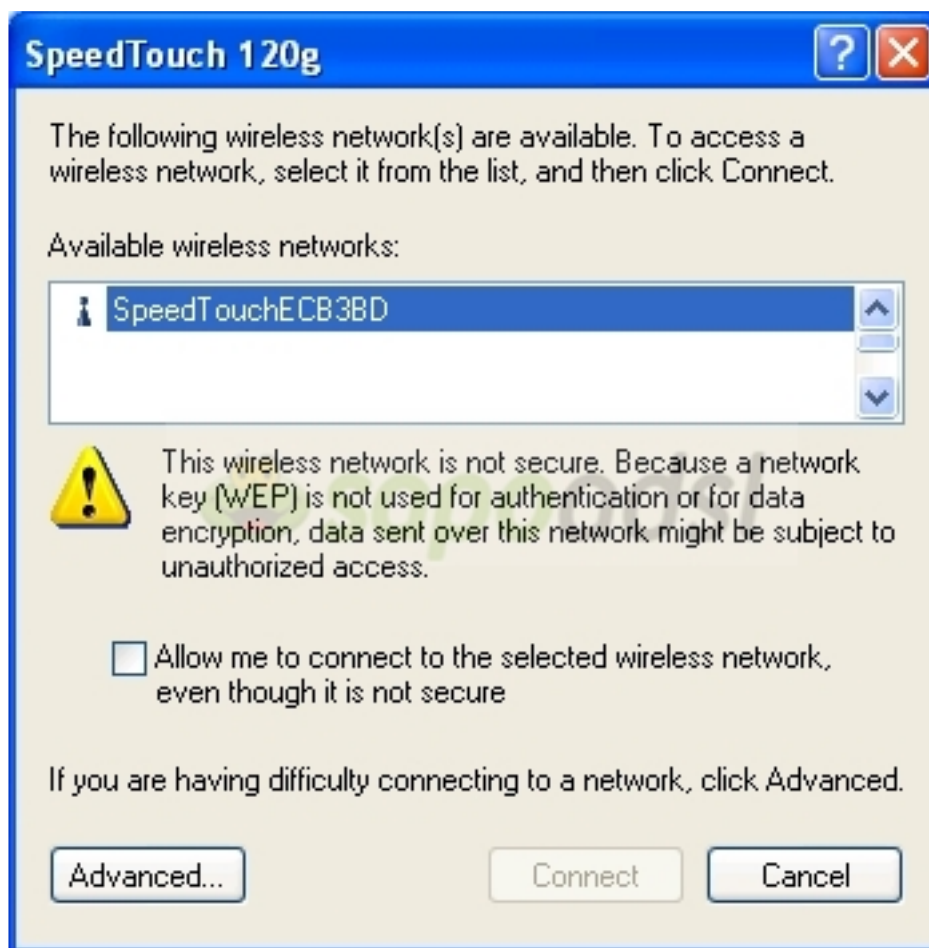 SpeedTouch 120g
The following wireless network(s) are available. To access a
wireless network, select it from the list, and then click Connect.
Available wireless networks:
SpeedTouchECB3BD
This wireless network is not secure. Because a network
key (WEP) is not used for authentication or for data
encryption, data sent over this network might be subject to
unauthorized access.
sapoadsl
Allow me to connect to the selected wireless network,
even though it is not secure
If you are having difficulty connecting to a network, click Advanced.
Advanced...
Connect
Cancel